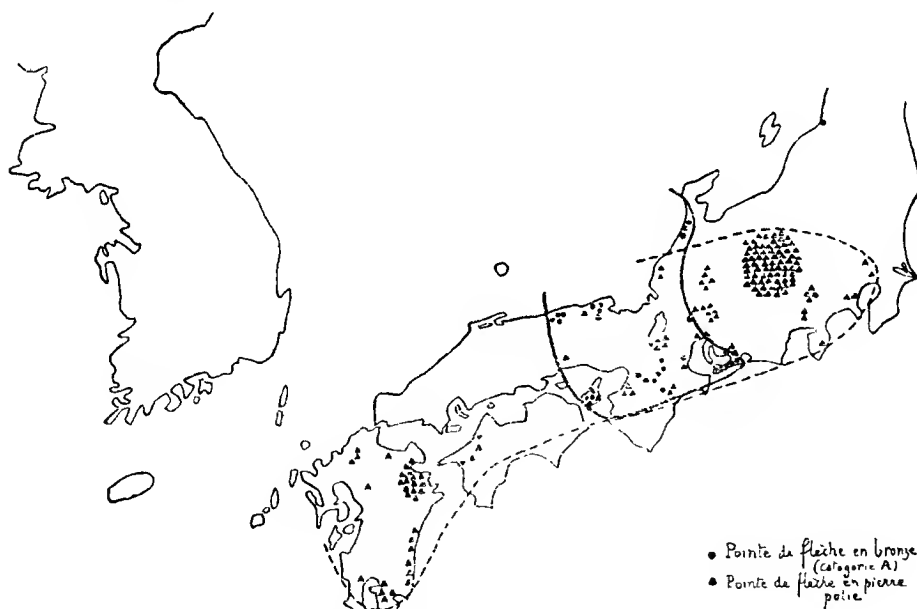 Pointe de flèche en bronze
(catégorie A)
Pointe de flèche en pierre
polie